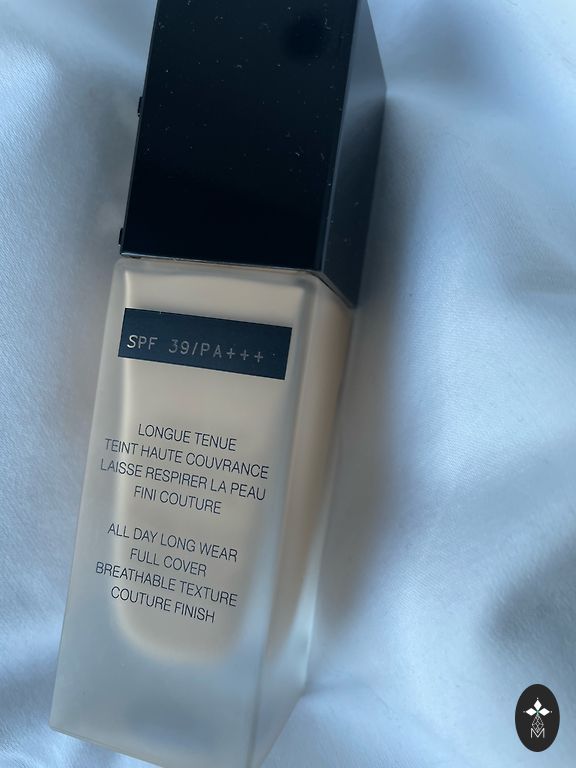 SPF 39/PA+++
LONGUE TENUE
TEINT HAUTE COUVRANCE
LAISSE RESPIRER LA PEAU
FINI COUTURE
ALL DAY LONG WEAR
FULL COVER
BREATHABLE TEXTURE
COUTURE FINISH